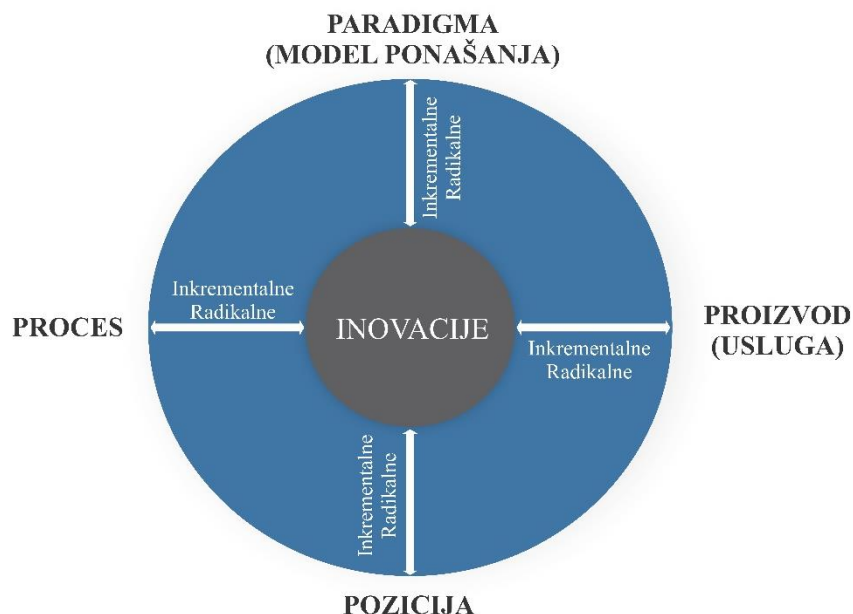 PARADIGMA
(MODEL PONAŠANJA)
Inkrementalne
Radikalne
PROCES
Inkrementalne
Radikalne
INOVACIJE
Inkrementalne
Radikalne
PROIZVOD
(USLUGA)
Inkrementalne
Radikalne
POZICIJA